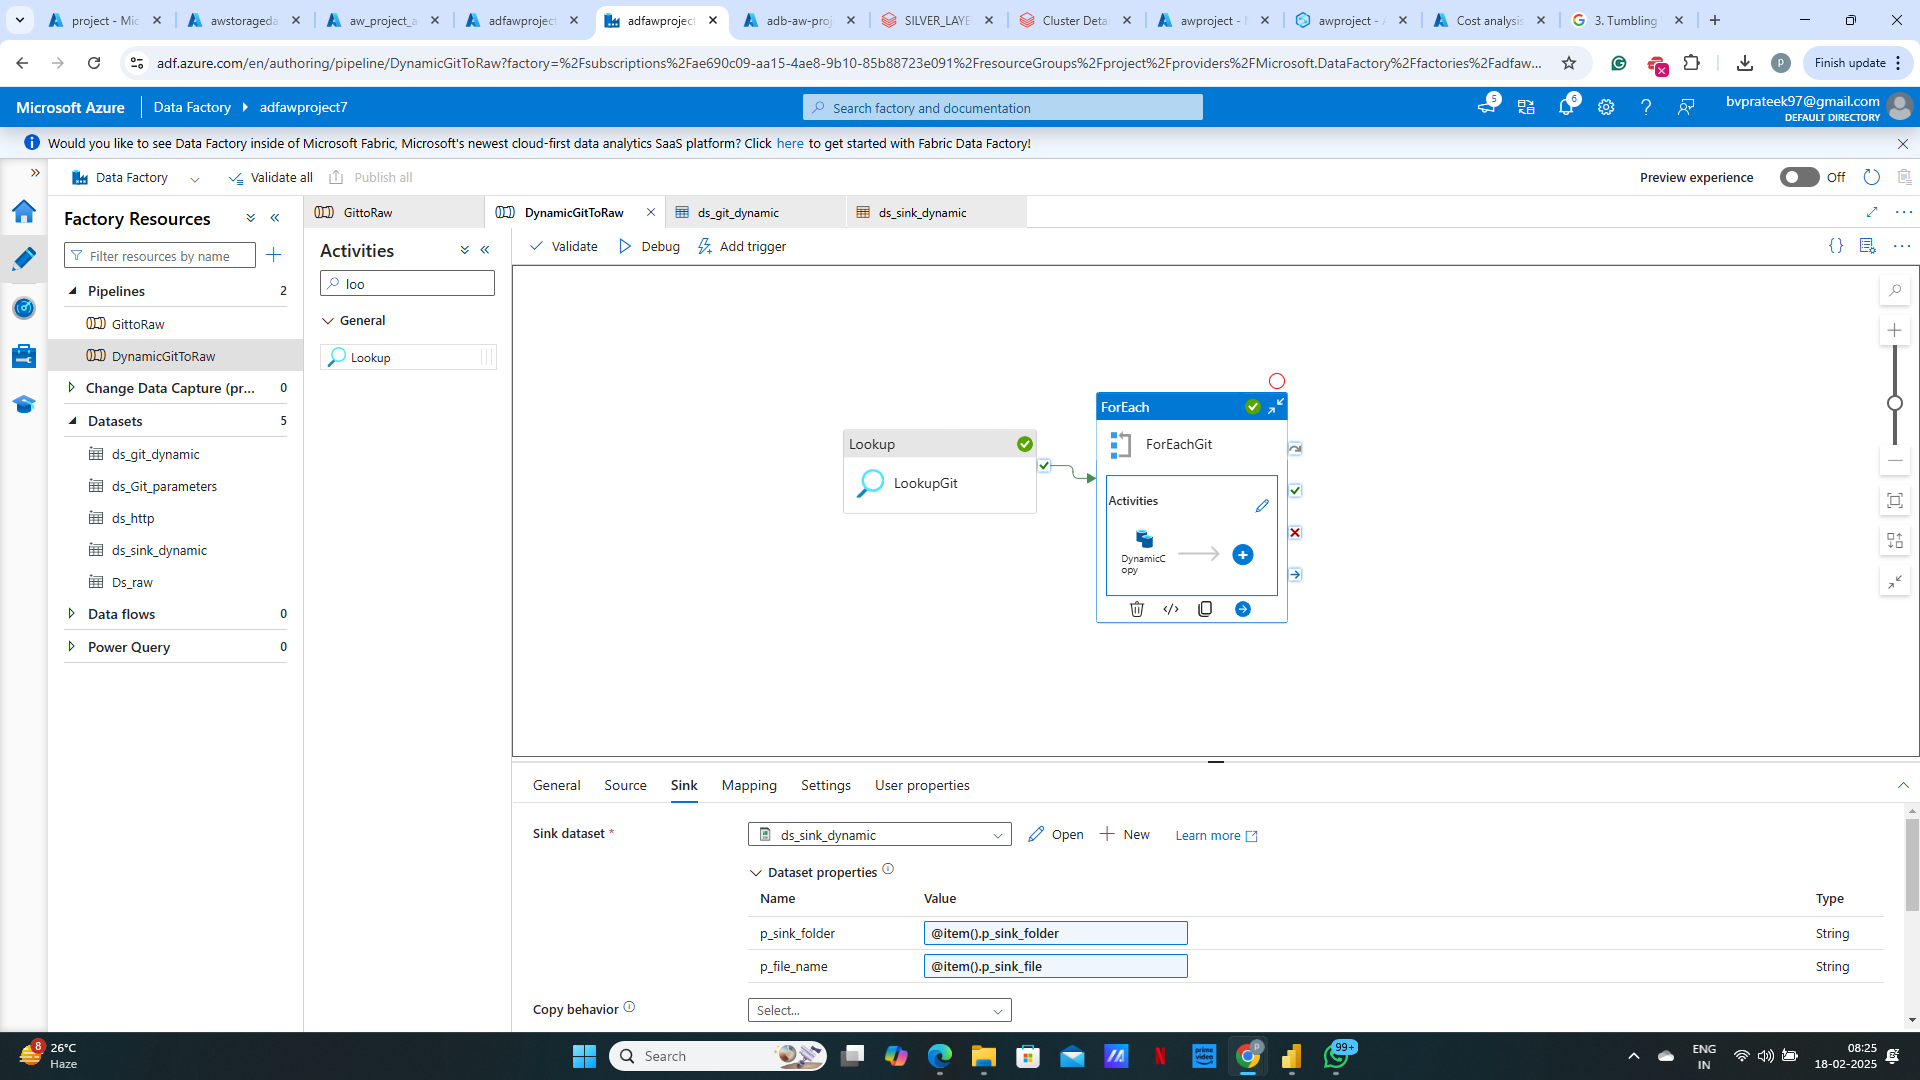 project - Mic
awstorageda
aw_project_a
adfawproject
adfawproject
adb-aw-proj
SILVER_LAYE
Cluster Deta
awproject - M
awproject - A
Cost analysis
3. Tumbling
adf.azure.com/en/authoring/pipeline/DynamicGitToRaw?factory=%2Fsubscriptions%2Fae690c09-aa15-4ae8-9b10-85b88723e091%2FresourceGroups%2Fproject%2Fproviders%2FMicrosoft.DataFactory%2Ffactories%2Fadfaw...
P
Finish update
Microsoft Azure
Data Factory
adfawproject7
Search factory and documentation
5
6
bvprateek97@gmail.com
DEFAULT DIRECTORY
Would you like to see Data Factory inside of Microsoft Fabric, Microsoft's newest cloud-first data analytics SaaS platform? Click here to get started with Fabric Data Factory!
Data Factory
Validate all
Publish all
Preview experience
Off
Factory Resources
GittoRaw
DynamicGitToRaw
ds_git_dynamic
ds_sink_dynamic
Filter resources by name
Activities
Validate
Debug
Add trigger
loo
Pipelines 2
GittoRaw
DynamicGitToRaw
General
Lookup
Change Data Capture (pr... 0
Datasets 5
ds_git_dynamic
ds_Git_parameters
ds_http
ds_sink_dynamic
Ds_raw
Data flows 0
Power Query 0
Lookup
LookupGit
ForEach
ForEachGit
Activities
DynamicC
opy
General
Source
Sink
Mapping
Settings
User properties
Sink dataset *
ds_sink_dynamic
Open
New
Learn more
Dataset properties
Name Value Type
p_sink_folder @item().p_sink_folder String
p_file_name @item().p_sink_file String
Copy behavior
Select...
8
26°C
Haze
Search
prime video
P
99+
ENG
IN
08:25
18-02-2025